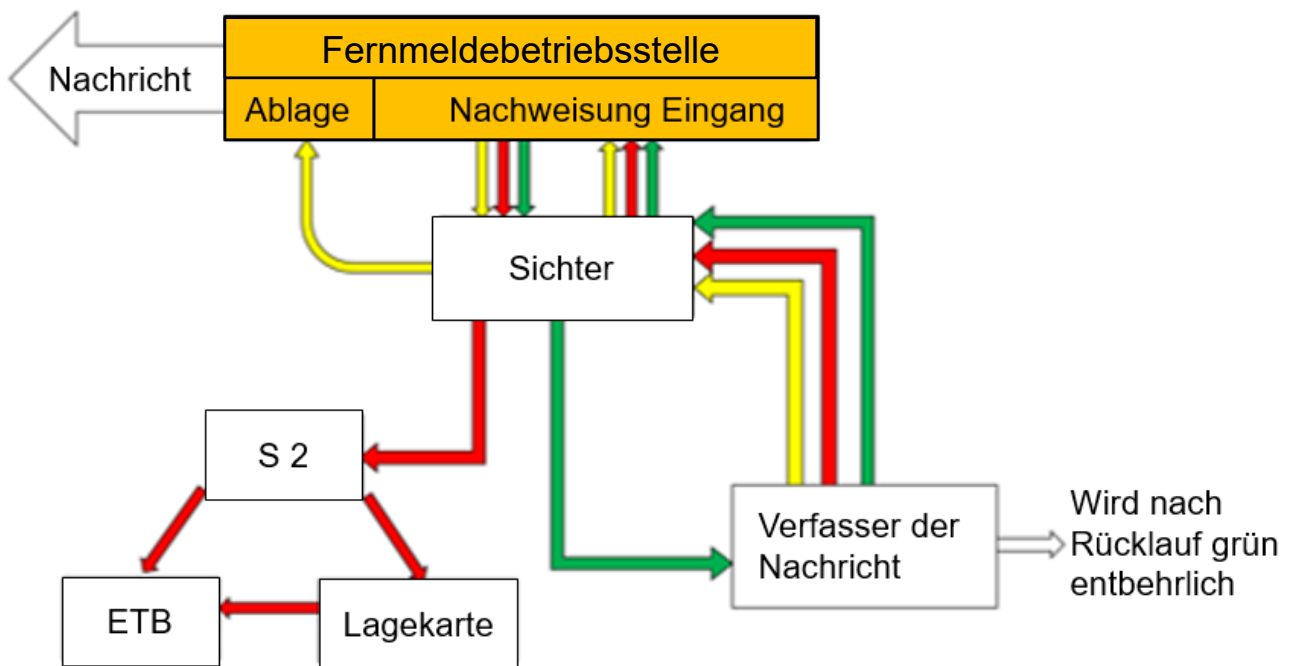 Fernmeldebetriebsstelle
Nachricht
Ablage
Nachweisung Eingang
Sichter
S 2
Verfasser der
Nachricht
Wird nach
Rücklauf grün
entbehrlich
ETB
Lagekarte